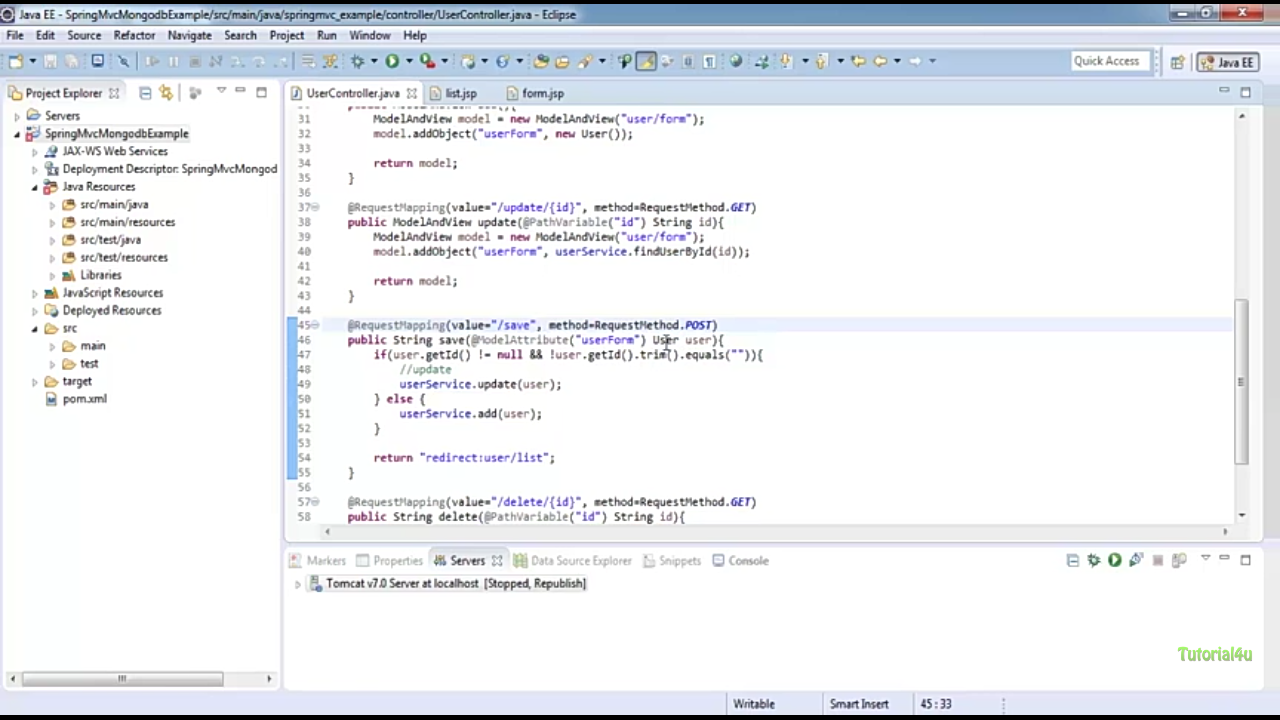 Java EE - SpringMvcMongodbExample/src/main/java/springmvc_example/controller/UserController.java - Eclipse
File Edit Source Refactor Navigate Search Project Run Window Help
Quick Access
Java EE
Project Explorer
Servers
SpringMvcMongodbExample
JAX-WS Web Services
Deployment Descriptor: SpringMvcMongod
Java Resources
src/main/java
src/main/resources
src/test/java
src/test/resources
Libraries
JavaScript Resources
Deployed Resources
src
main
test
target
pom.xml
UserController.java list.jsp form.jsp
31 ModelAndView model = new ModelAndView("user/form");
32 model.addObject("userForm", new User());
33
34 return model;
35 }
36
37 @RequestMapping(value="/update/{id}", method=RequestMethod.GET)
38 public ModelAndView update(@PathVariable("id") String id){
39 ModelAndView model = new ModelAndView("user/form");
40 model.addObject("userForm", userService.findUserById(id));
41
42 return model;
43 }
44
45 @RequestMapping(value="/save", method=RequestMethod.POST)
46 public String save(@ModelAttribute("userForm") User user){
47 if(user.getId() != null && !user.getId().trim().equals("")){
48 //update
49 userService.update(user);
50 } else {
51 userService.add(user);
52 }
53
54 return "redirect:user/list";
55 }
56
57 @RequestMapping(value="/delete/{id}", method=RequestMethod.GET)
58 public String delete(@PathVariable("id") String id){
Markers Properties Servers Data Source Explorer Snippets Console
Tomcat v7.0 Server at localhost [Stopped, Republish]
Tutorial4u
Writable Smart Insert 45 : 33